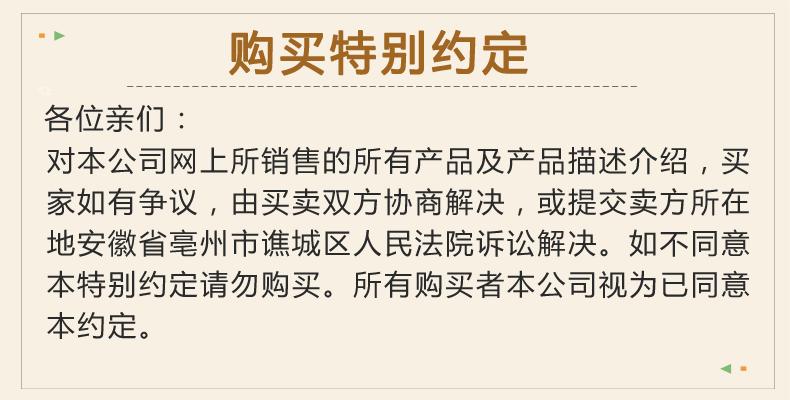 购买特别约定
各位亲们：
对本公司网上所销售的所有产品及产品描述介绍，买
家如有争议，由买卖双方协商解决，或提交卖方所在
地安徽省亳州市谯城区人民法院诉讼解决。如不同意
本特别约定请勿购买。所有购买者本公司视为已同意
本约定。